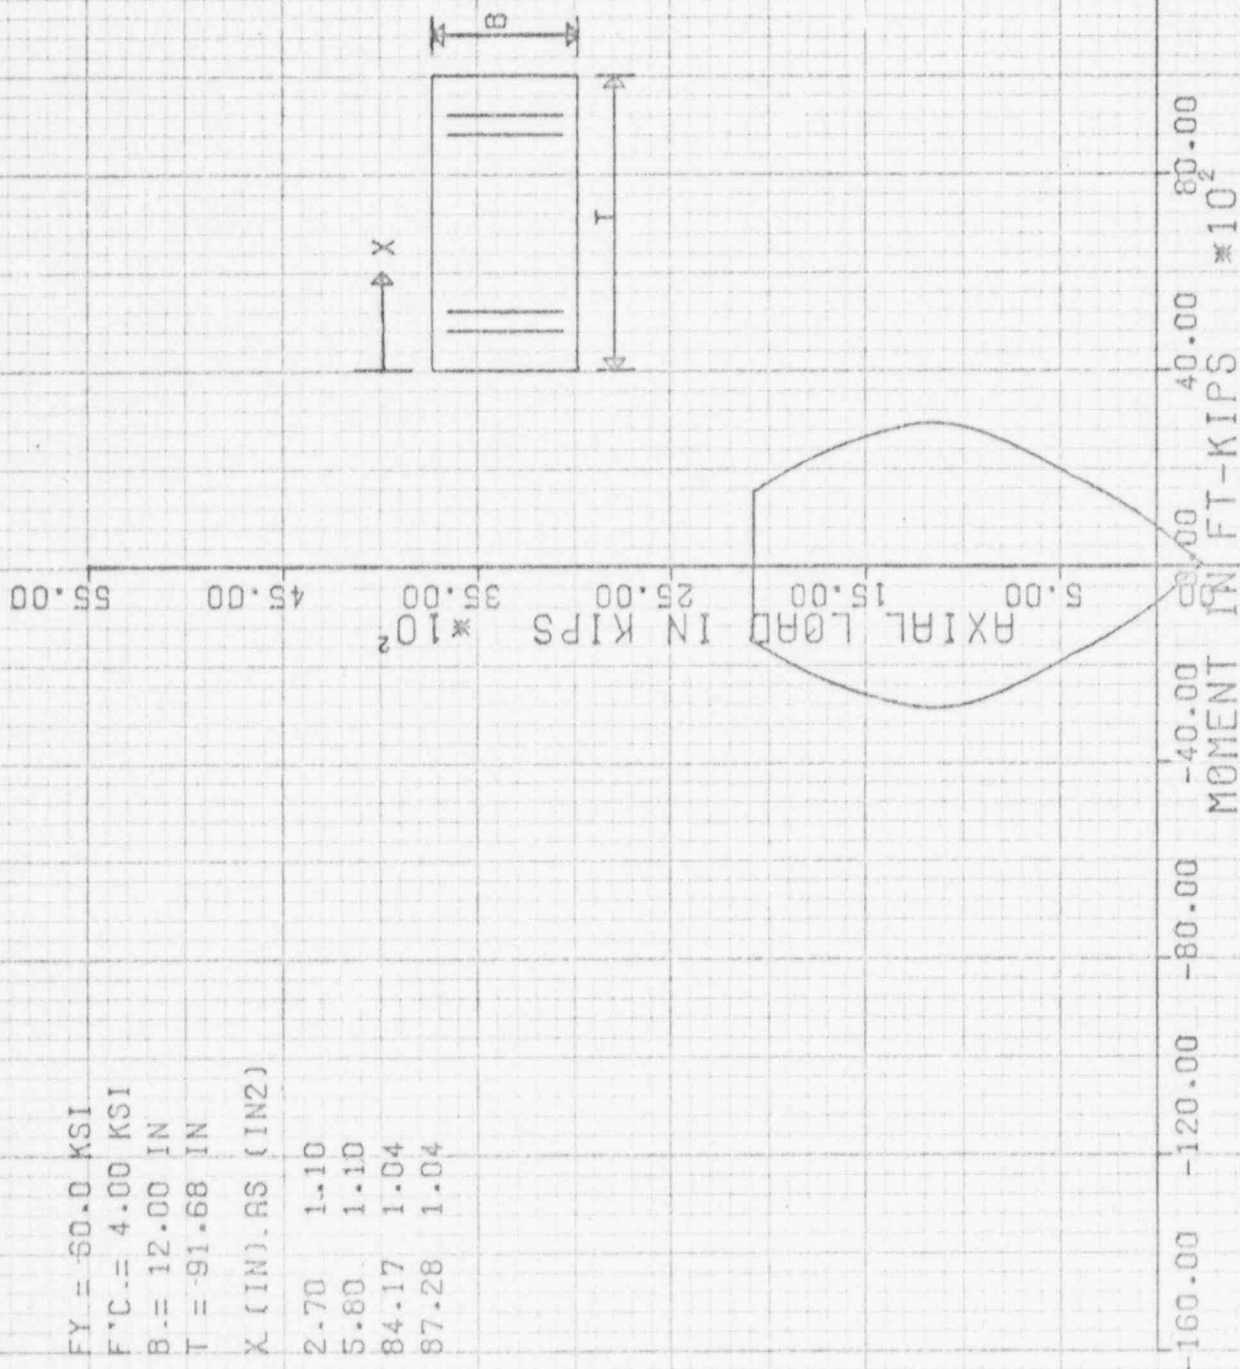 FY = 60.0 KSI
F'C = 4.00 KSI
B = 12.00 IN
T = 91.68 IN
X (IN) AS (IN2)
2.70 1.10
5.80 1.10
84.17 1.04
87.28 1.04
X
B
T
55.00
45.00
35.00
25.00
15.00
5.00
AXIAL LOAD IN KIPS *10²
-160.00 -120.00 -80.00 -40.00 0.00 40.00 80.00
MOMENT IN FT-KIPS *10²